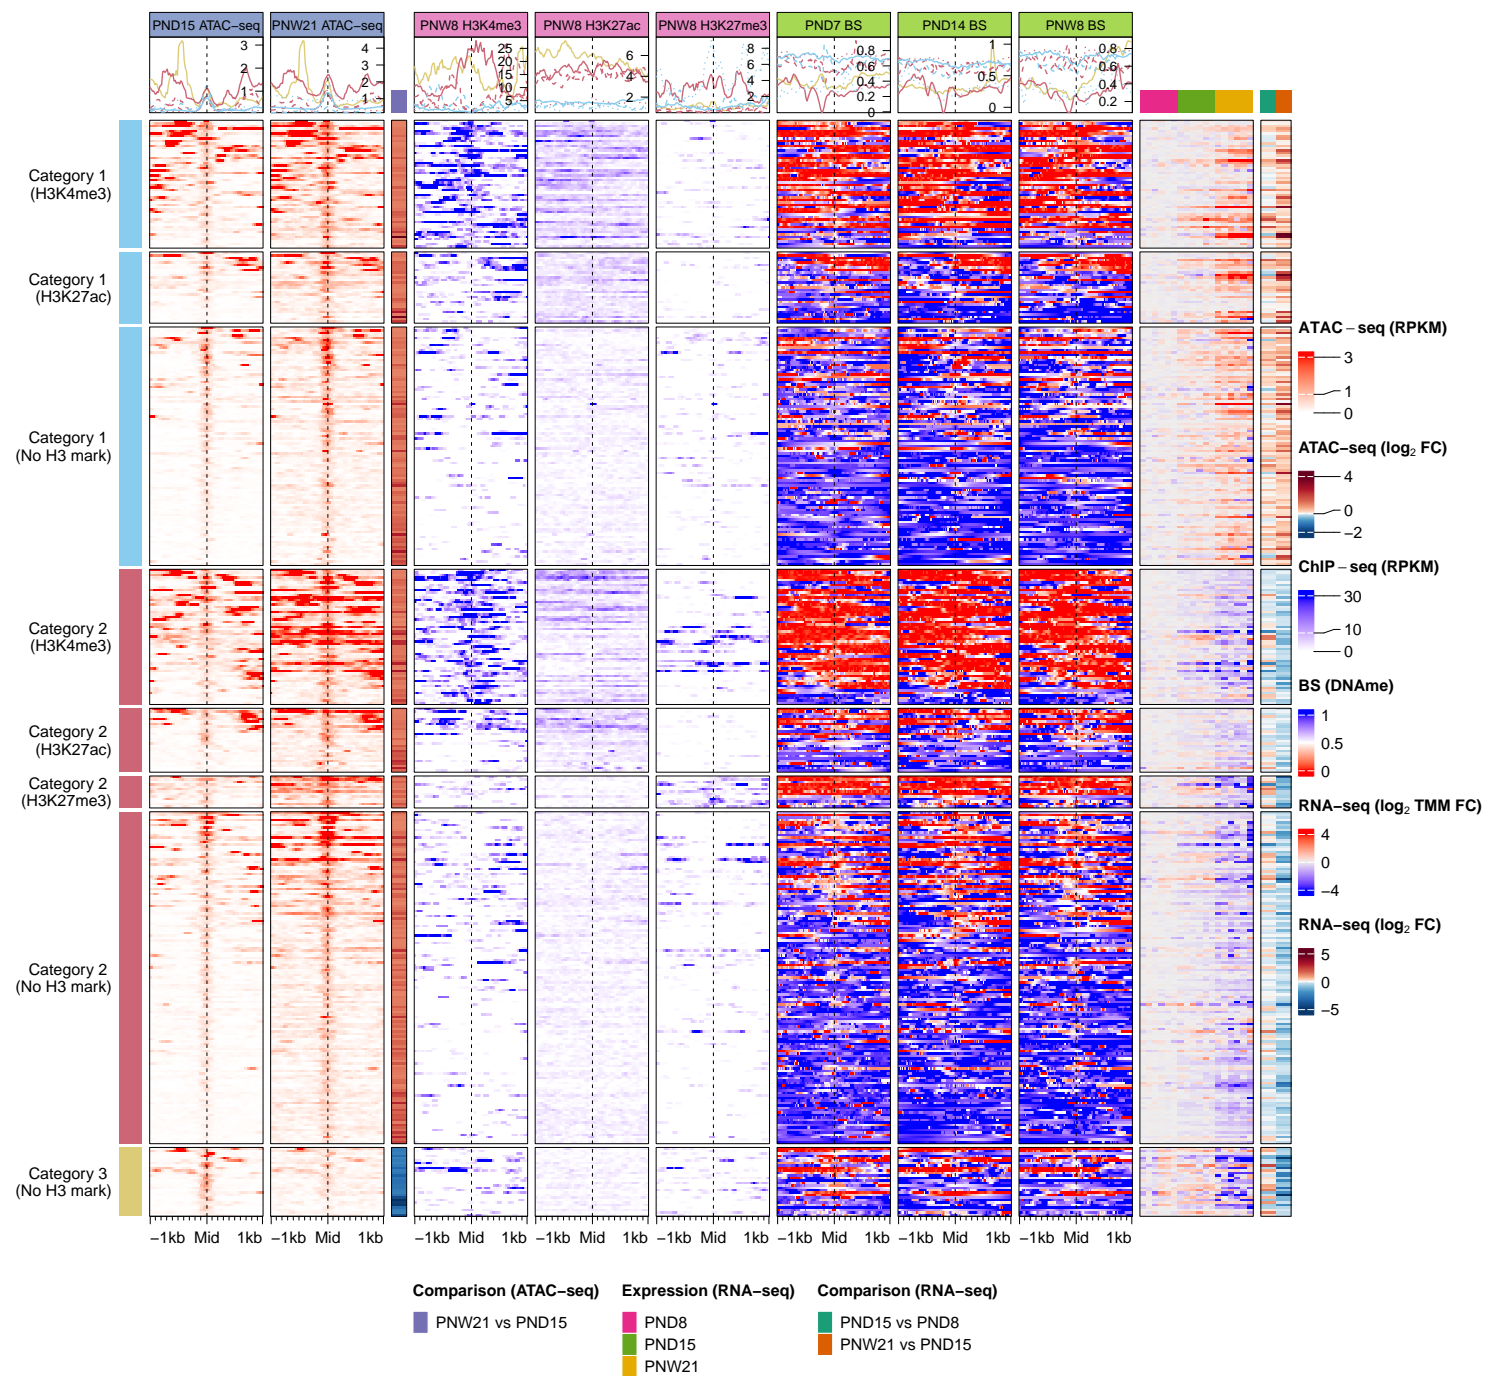 PND15 ATAC−seq
PNW21 ATAC−seq
PNW8 H3K4me3
PNW8 H3K27ac
PNW8 H3K27me3
PND7 BS
PND14 BS
PNW8 BS
3
2
1
4
3
2
1
25
20
15
10
5
6
4
2
8
6
4
2
0.8
0.6
0.4
0.2
0
1
0.5
0
0.8
0.6
0.4
0.2
Category 1
(H3K4me3)
Category 1
(H3K27ac)
Category 1
(No H3 mark)
Category 2
(H3K4me3)
Category 2
(H3K27ac)
Category 2
(H3K27me3)
Category 2
(No H3 mark)
Category 3
(No H3 mark)
ATAC−seq (RPKM)
3
1
0
ATAC−seq (log₂ FC)
4
0
−2
ChIP−seq (RPKM)
30
10
0
BS (DNAme)
1
0.5
0
RNA−seq (log₂ TMM FC)
4
0
−4
RNA−seq (log₂ FC)
5
0
−5
−1kb Mid 1kb
−1kb Mid 1kb
−1kb Mid 1kb
−1kb Mid 1kb
−1kb Mid 1kb
−1kb Mid 1kb
−1kb Mid 1kb
−1kb Mid 1kb
Comparison (ATAC−seq)
PNW21 vs PND15
Expression (RNA−seq)
PND8
PND15
PNW21
Comparison (RNA−seq)
PND15 vs PND8
PNW21 vs PND15